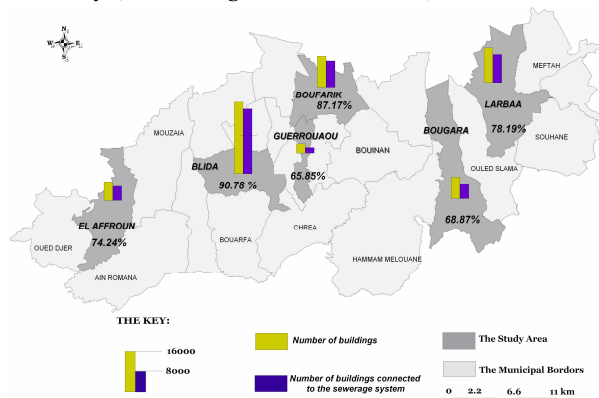 N
W E
S
MEFTAH
BOUFARIK
87.17%
LARBAA
78.19%
MOUZAIA
GUERROUAOU
BOUGARA
SOUHANE
BOUINAN
BLIDA
OULED SLAMA
65.85%
90.78 %
68.87%
EL AFFROUN
74.24%
CHREA
BOUARFA
OUED DJER
HAMMAM MELOUANE
AIN ROMANA
THE KEY:
16000
8000
Number of buildings
Number of buildings connected
to the sewerage system
The Study Area
The Municipal Bordors
0 2.2 6.6 11 km